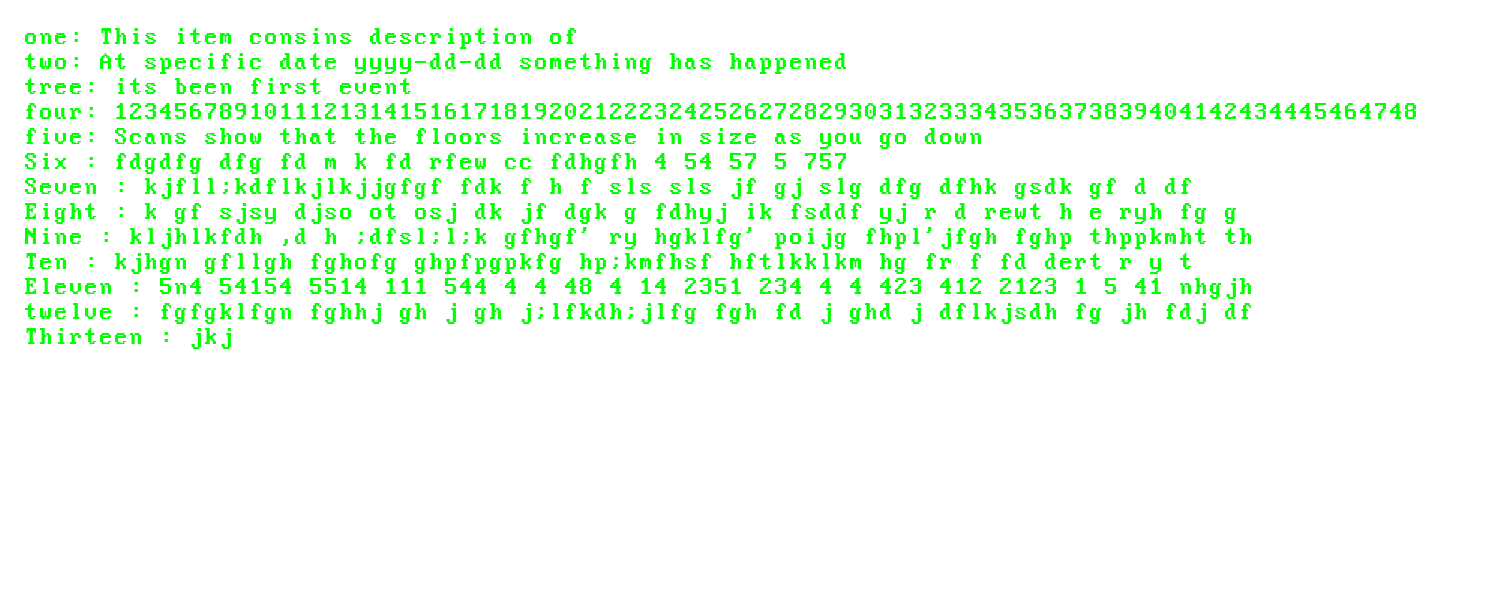 one: This item consins description of
two: At specific date yyyy-dd-dd something has happened
tree: its been first event
four: 123456789101112131415161718192021222324252627282930313233343536373839404142434445464748
five: Scans show that the floors increase in size as you go down
Six : fdgdfg dfg fd m k fd rfew cc fdhgfh 4 54 57 5 757
Seven : kjfll;kdflkjlkjjgfgf fdk f h f sls sls jf gj slg dfg dfhk gsdk gf d df
Eight : k gf sjsy djso ot osj dk jf dgk g fdhyj ik fsddf yj r d rewt h e ryh fg g
Nine : kljhlkfdh ,d h ;dfsl;l;k gfhgf' ry hgklfg' poijg fhpl'jfgh fghp thppkmht th
Ten : kjhgn gfllgh fghofg ghpfpgpkfg hp;kmfhsf hftlkklkm hg fr f fd dert r y t
Eleven : 5n4 54154 5514 111 544 4 4 48 4 14 2351 234 4 4 423 412 2123 1 5 41 nhgjh
twelve : fgfgklfgn fghhj gh j gh j;lfkdh;jlfg fgh fd j ghd j dflkjsdh fg jh fdj df
Thirteen : jkj